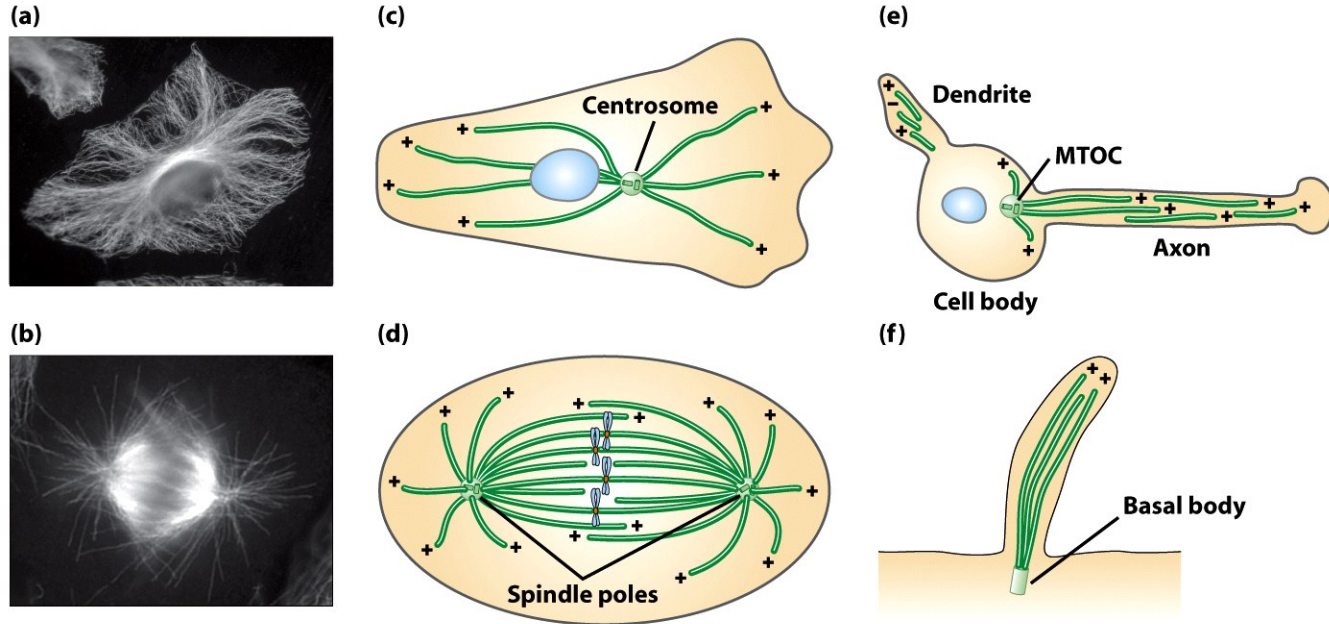 (a)
(c)
Centrosome
+
+
+
+
+
+
+
(e)
Dendrite
+
−
+
MTOC
+
+
+
+
+
+
+
Axon
Cell body
(b)
(d)
+
+
+
+
+
+
+
+
+
+
+
+
+
+
Spindle poles
(f)
+
+
Basal body